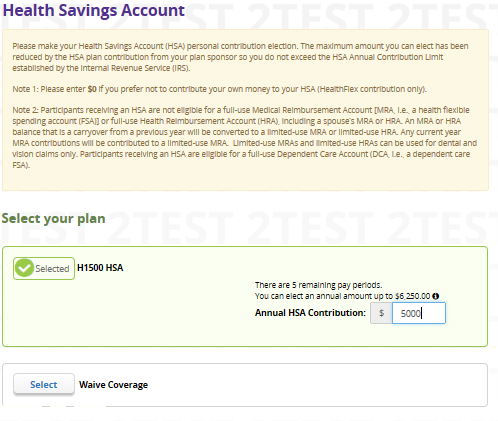 Health Savings Account
Please make your Health Savings Account (HSA) personal contribution election. The maximum amount you can elect has been
reduced by the HSA plan contribution from your plan sponsor so you do not exceed the HSA Annual Contribution Limit
established by the Internal Revenue Service (IRS).
Note 1: Please enter $0 if you prefer not to contribute your own money to your HSA (HealthFlex contribution only).
Note 2: Participants receiving an HSA are not eligible for a full-use Medical Reimbursement Account [MRA, i.e., a health flexible
spending account (FSA)] or full-use Health Reimbursement Account (HRA), including a spouse's MRA or HRA. An MRA or HRA
balance that is a carryover from a previous year will be converted to a limited-use MRA or limited-use HRA. Any current year
MRA contributions will be contributed to a limited-use MRA. Limited-use MRAs and limited-use HRAs can be used for dental and
vision claims only. Participants receiving an HSA are eligible for a full-use Dependent Care Account (DCA, i.e., a dependent care
FSA).
2TEST 2TEST 2TEST
Select your plan
Selected H1500 HSA
There are 5 remaining pay periods.
You can elect an annual amount up to $6,250.00
Annual HSA Contribution: $ 5000
Select Waive Coverage